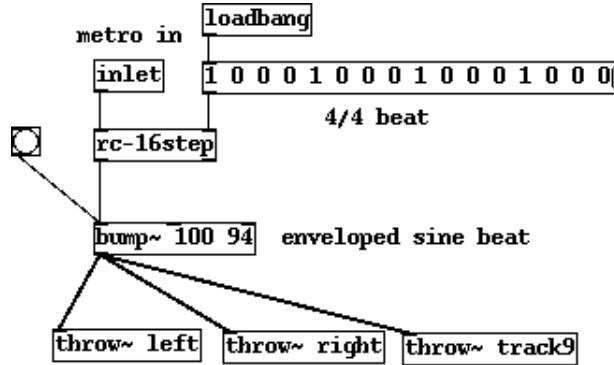 loadbang
metro in
inlet
1 0 0 0 1 0 0 0 1 0 0 0 1 0 0 0
4/4 beat
rc-16step
bump~ 100 94
enveloped sine beat
throw~ left
throw~ right
throw~ track9